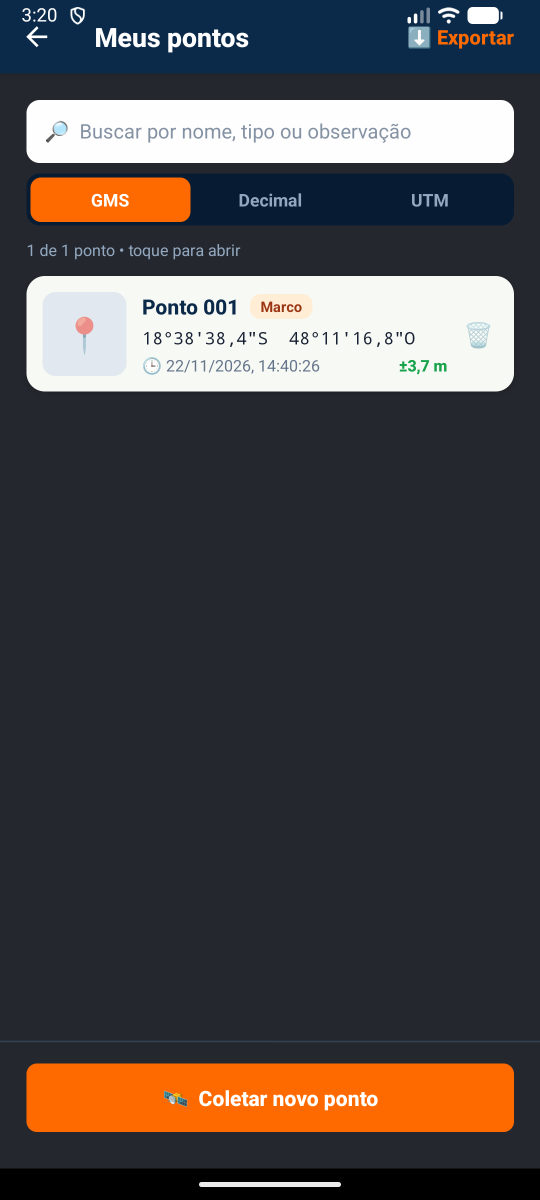 3:20
Meus pontos
Exportar
Buscar por nome, tipo ou observação
GMS Decimal UTM
1 de 1 ponto • toque para abrir
Ponto 001 Marco
18°38'38,4"S 48°11'16,8"O
22/11/2026, 14:40:26 ±3,7 m
Coletar novo ponto